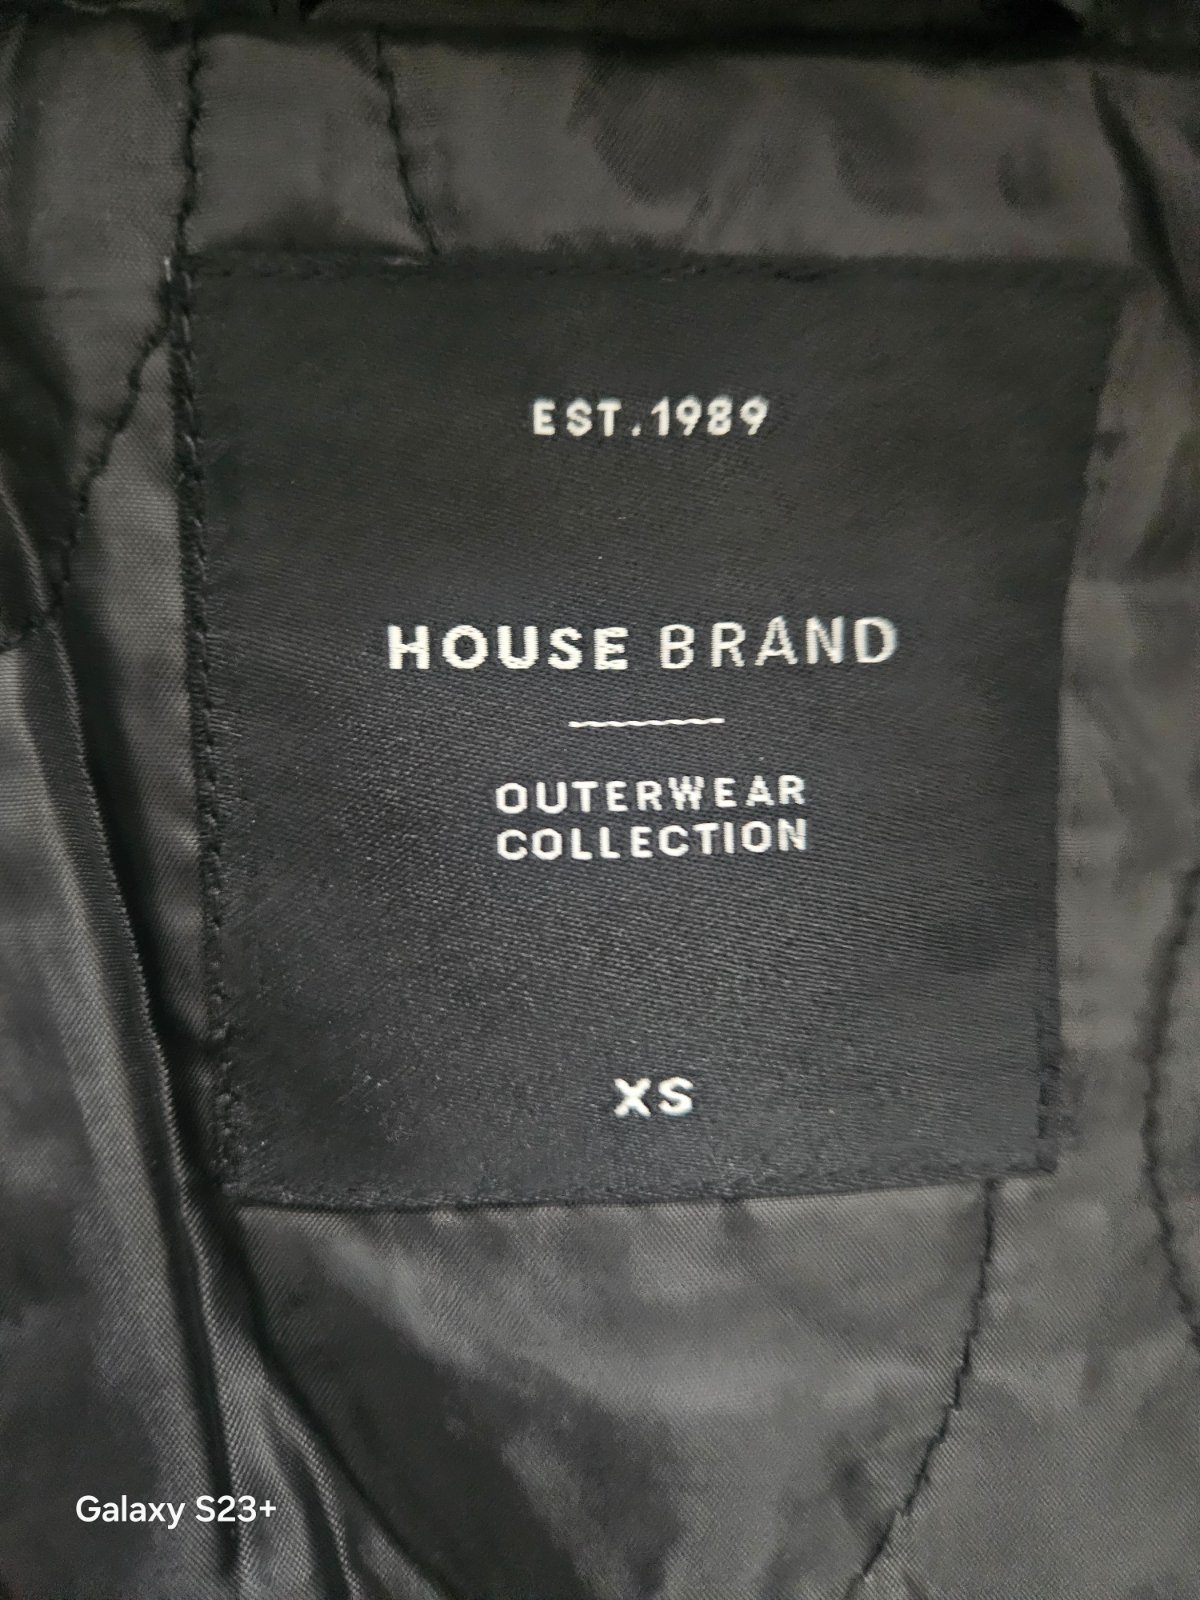 EST.1989
HOUSE BRAND
OUTERWEAR
COLLECTION
XS
Galaxy S23+